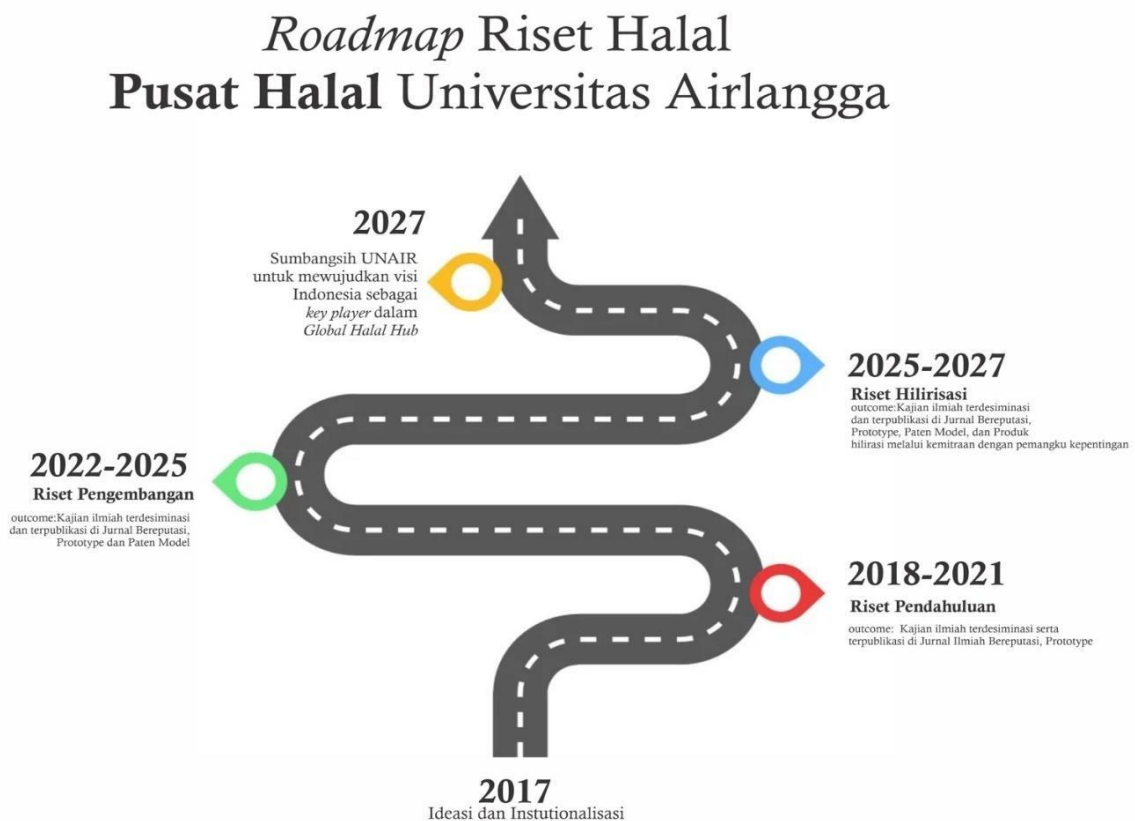 Roadmap Riset Halal
Pusat Halal Universitas Airlangga
2027
Sumbangsih UNAIR
untuk mewujudkan visi
Indonesia sebagai
key player dalam
Global Halal Hub
2025-2027
Riset Hilirisasi
outcome:Kajian ilmiah terdesiminasi
dan terpublikasi di Jurnal Bereputasi,
Prototype, Paten Model, dan Produk
hilirasi melalui kemitraan dengan pemangku kepentingan
2022-2025
Riset Pengembangan
outcome:Kajian ilmiah terdesiminasi
dan terpublikasi di Jurnal Bereputasi,
Prototype dan Paten Model
2018-2021
Riset Pendahuluan
outcome: Kajian ilmiah terdesiminasi serta
terpublikasi di Jurnal Ilmiah Bereputasi, Prototype
2017
Ideasi dan Instutionalisasi